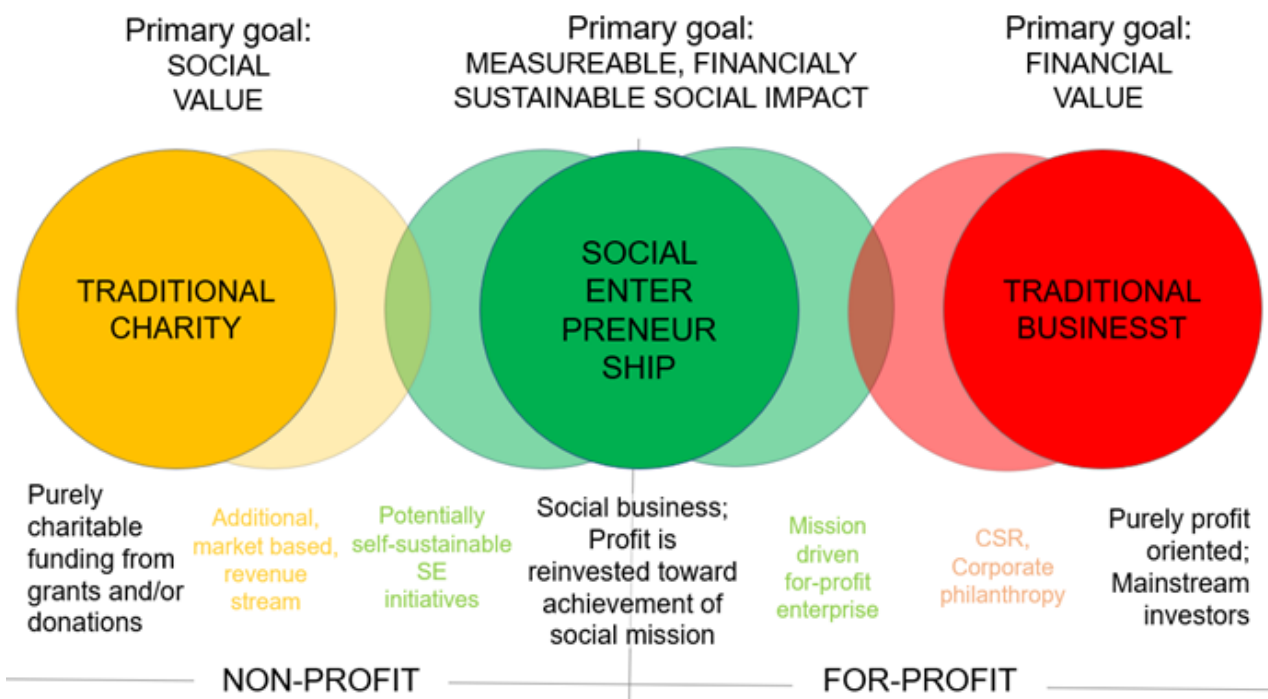 Primary goal:
SOCIAL
VALUE
Primary goal:
MEASUREABLE, FINANCIALY
SUSTAINABLE SOCIAL IMPACT
Primary goal:
FINANCIAL
VALUE
TRADITIONAL
CHARITY
SOCIAL
ENTER
PRENEUR
SHIP
TRADITIONAL
BUSINESST
Purely
charitable
funding from
grants and/or
donations
Additional,
market based,
revenue
stream
Potentially
self-sustainable
SE
initiatives
Social business;
Profit is
reinvested toward
achievement of
social mission
Mission
driven
for-profit
enterprise
CSR,
Corporate
philanthropy
Purely profit
oriented;
Mainstream
investors
NON-PROFIT
FOR-PROFIT